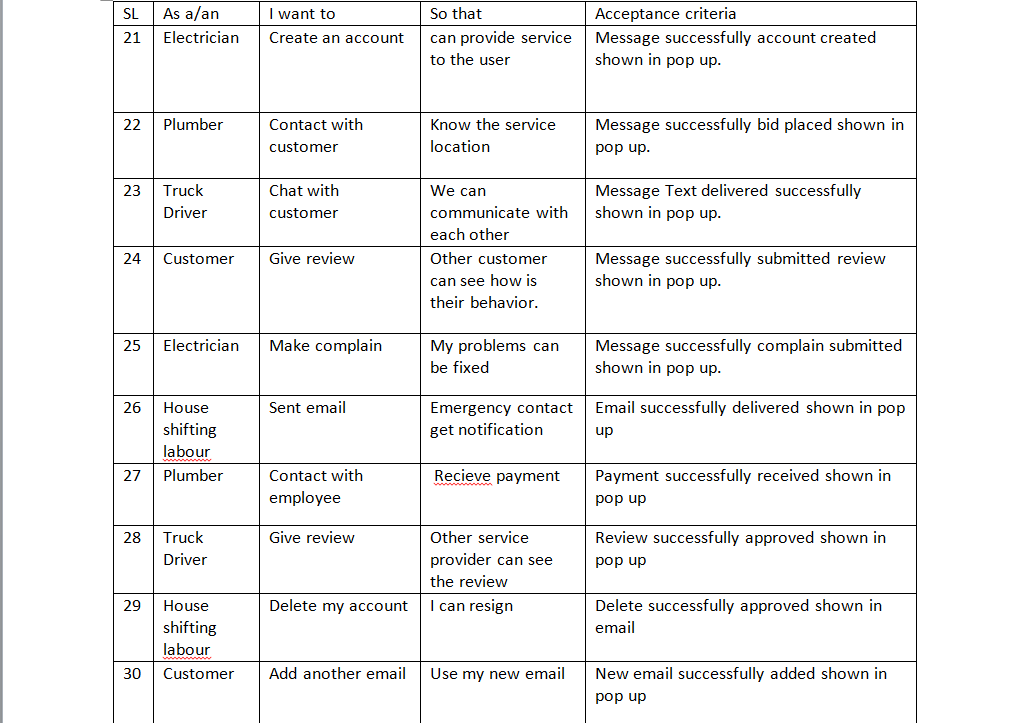 SL As a/an I want to So that Acceptance criteria
21 Electrician Create an account can provide service Message successfully account created
to the user shown in pop up.
22 Plumber Contact with Know the service Message successfully bid placed shown in
customer location pop up.
23 Truck Chat with We can Message Text delivered successfully
Driver customer communicate with shown in pop up.
each other
24 Customer Give review Other customer Message successfully submitted review
can see how is shown in pop up.
their behavior.
25 Electrician Make complain My problems can Message successfully complain submitted
be fixed shown in pop up.
26 House Sent email Emergency contact Email successfully delivered shown in pop
shifting get notification up
labour
27 Plumber Contact with Recieve payment Payment successfully received shown in
employee pop up
28 Truck Give review Other service Review successfully approved shown in
Driver provider can see pop up
the review
29 House Delete my account I can resign Delete successfully approved shown in
shifting email
labour
30 Customer Add another email Use my new email New email successfully added shown in
pop up